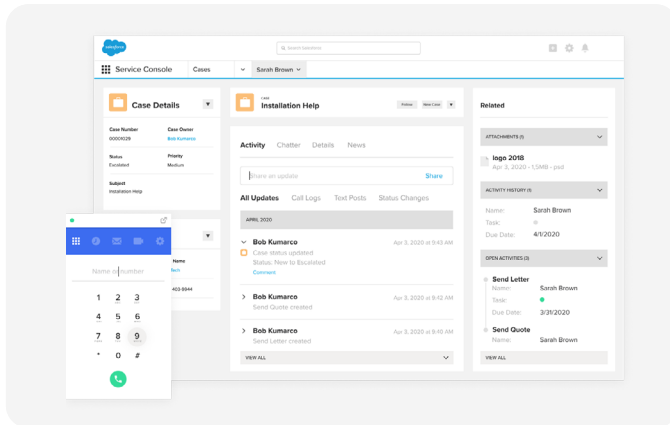 salesforce
Search Salesforce
Service Console
Cases
Sarah Brown
Case Details
Case Number
Case Owner
00001029
Bob Kumarco
Status
Priority
Escalated
Medium
Subject
Installation Help
Name
-403-9944
Name or number
1 2 3
4 5 6
7 8 9
* 0 #
Case
Installation Help
Follow
New Case
Activity Chatter Details News
Share an update
Share
All Updates Call Logs Text Posts Status Changes
APRIL 2020
Bob Kumarco
Apr 3, 2020 at 9:43 AM
Case status updated
Status: New to Escalated
Comment
Bob Kumarco
Apr 3, 2020 at 9:42 AM
Send Quote created
Bob Kumarco
Apr 3, 2020 at 9:40 AM
Send Letter created
VIEW ALL
Related
ATTACHMENTS (1)
logo 2018
Apr 3, 2020 - 1,5MB - psd
ACTIVITY HISTORY (1)
Name: Sarah Brown
Task:
Due Date: 4/1/2020
OPEN ACTIVITIES (3)
Send Letter
Name: Sarah Brown
Task:
Due Date: 3/31/2020
Send Quote
Name: Sarah Brown
VIEW ALL